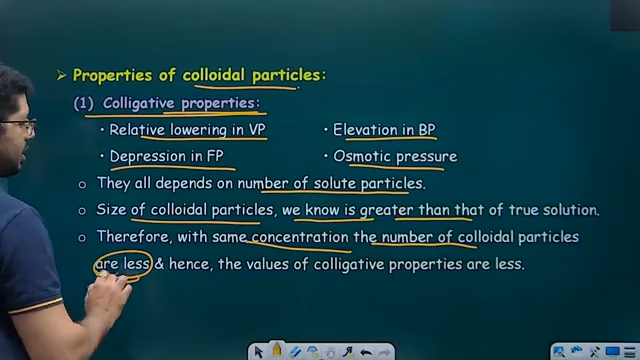 ➢ Properties of colloidal particles:
(1) Colligative properties:
• Relative lowering in VP
• Elevation in BP
• Depression in FP
• Osmotic pressure
o They all depends on number of solute particles.
o Size of colloidal particles, we know is greater than that of true solution.
o Therefore, with same concentration the number of colloidal particles
are less & hence, the values of colligative properties are less.